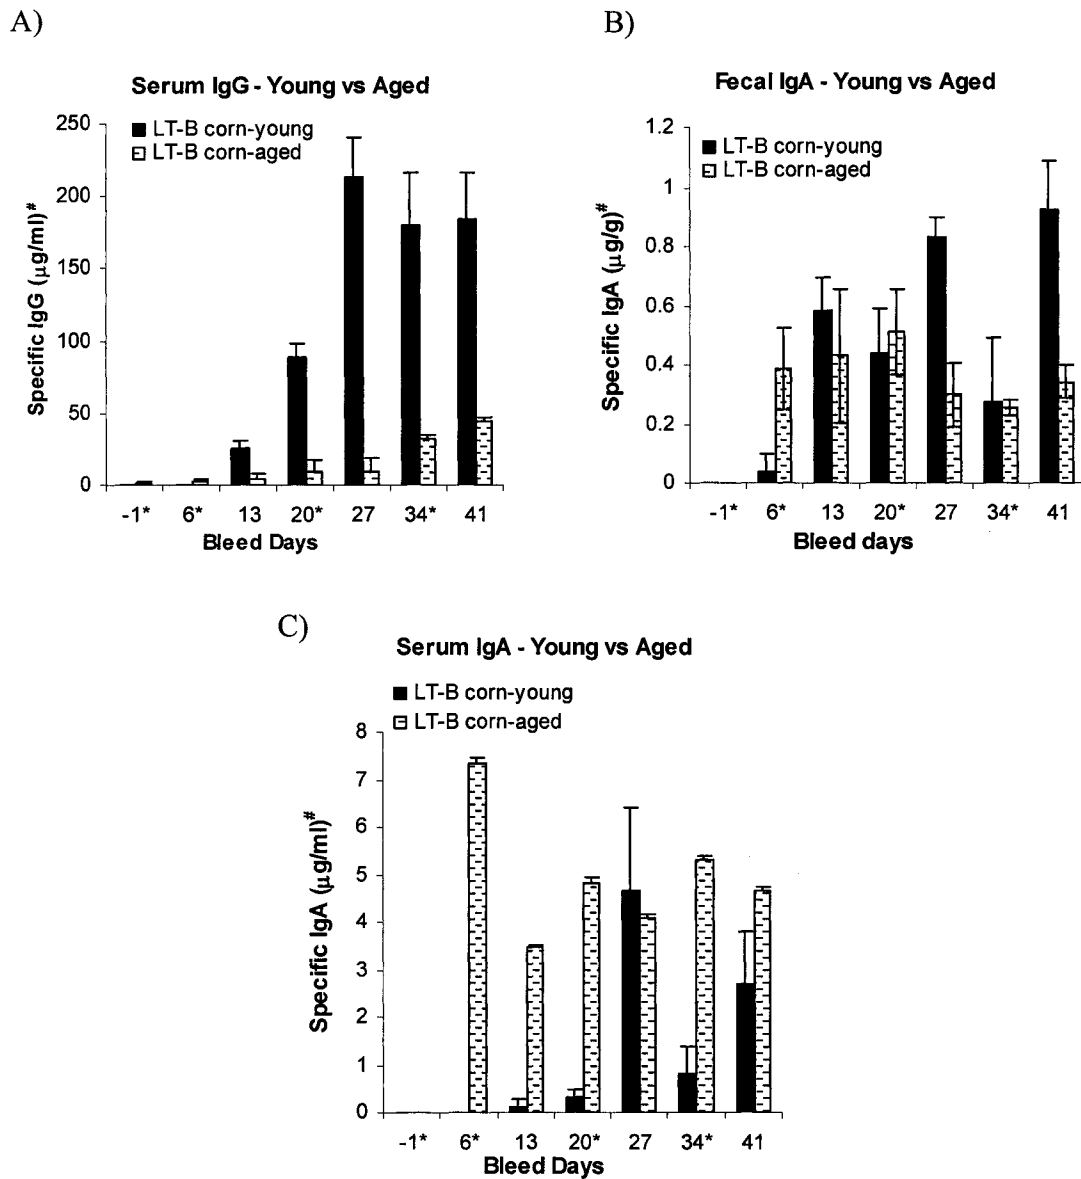 A)
Serum IgG - Young vs Aged
LT-B corn-young
LT-B corn-aged
Specific IgG (μg/ml)#
250
200
150
100
50
0
-1* 6* 13 20* 27 34* 41
Bleed Days
B)
Fecal IgA - Young vs Aged
LT-B corn-young
LT-B corn-aged
Specific IgA (μg/g)#
1.2
1
0.8
0.6
0.4
0.2
0
-1* 6* 13 20* 27 34* 41
Bleed days
C)
Serum IgA - Young vs Aged
LT-B corn-young
LT-B corn-aged
Specific IgA (μg/ml)#
8
7
6
5
4
3
2
1
0
-1* 6* 13 20* 27 34* 41
Bleed Days